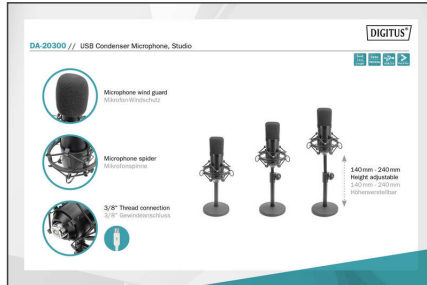 DIGITUS®
DA-20300 // USB Condenser Microphone, Studio
Microphone wind guard
Mikrofon-Windschutz
Microphone spider
Mikrofonspinne
3/8" Thread connection
3/8" Gewindeanschluss
140 mm - 240 mm
Height adjustable
140 mm - 240 mm
Höhenverstellbar